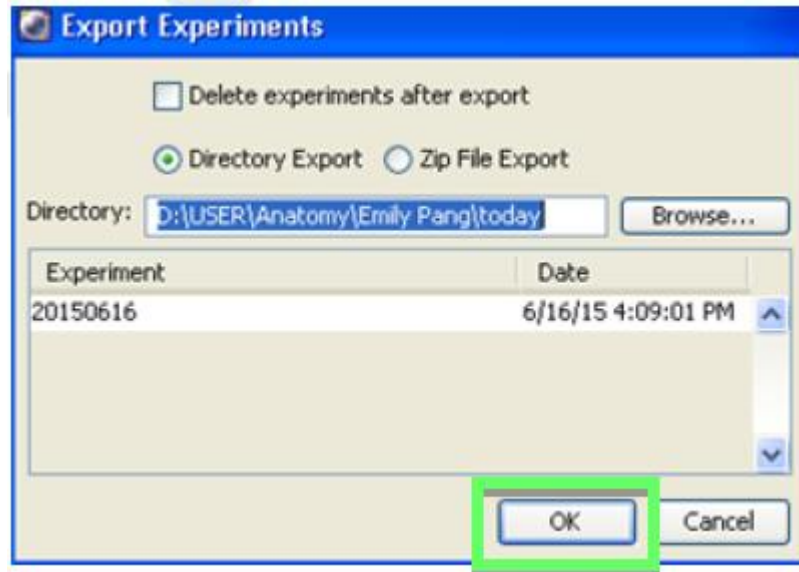 Export Experiments
Delete experiments after export
Directory Export Zip File Export
Directory: D:\USER\Anatomy\Emily Pang\today Browse...
Experiment Date
20150616 6/16/15 4:09:01 PM
OK Cancel